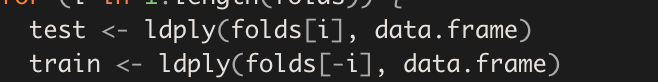 for (i in 1:length(folds)) {
test <- ldply(folds[i], data.frame)
train <- ldply(folds[-i], data.frame)